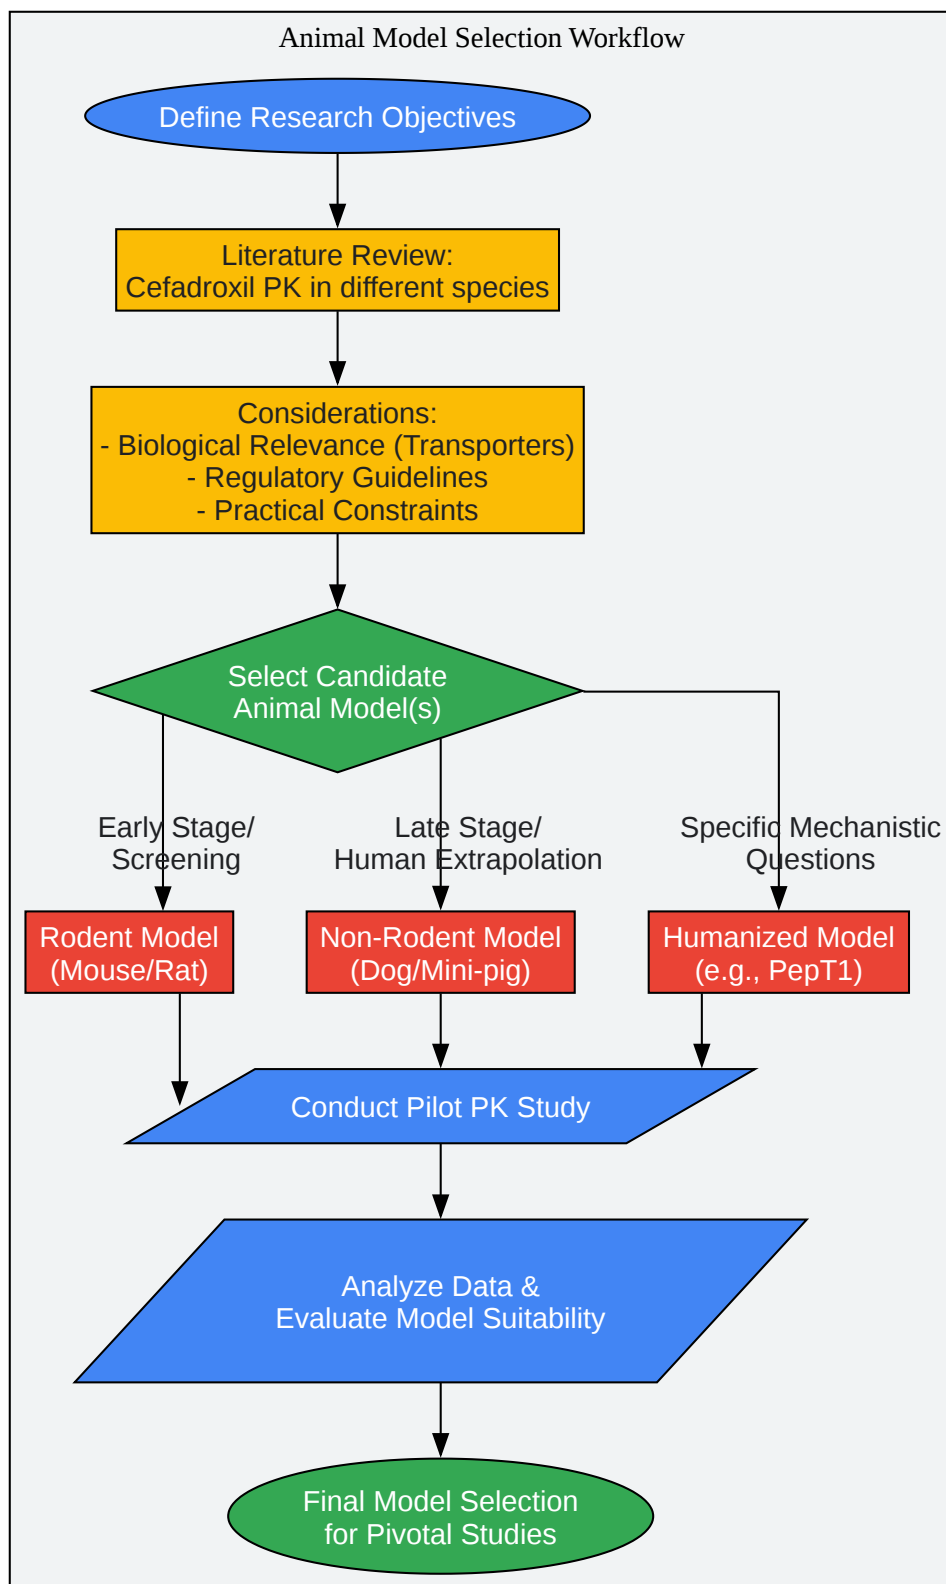 Animal Model Selection Workflow
Define Research Objectives
Literature Review:
Cefadroxil PK in different species
Considerations:
- Biological Relevance (Transporters)
- Regulatory Guidelines
- Practical Constraints
Select Candidate
Animal Model(s)
Early Stage/
Screening
Late Stage/
Human Extrapolation
Specific Mechanistic
Questions
Rodent Model
(Mouse/Rat)
Non-Rodent Model
(Dog/Mini-pig)
Humanized Model
(e.g., PepT1)
Conduct Pilot PK Study
Analyze Data &
Evaluate Model Suitability
Final Model Selection
for Pivotal Studies